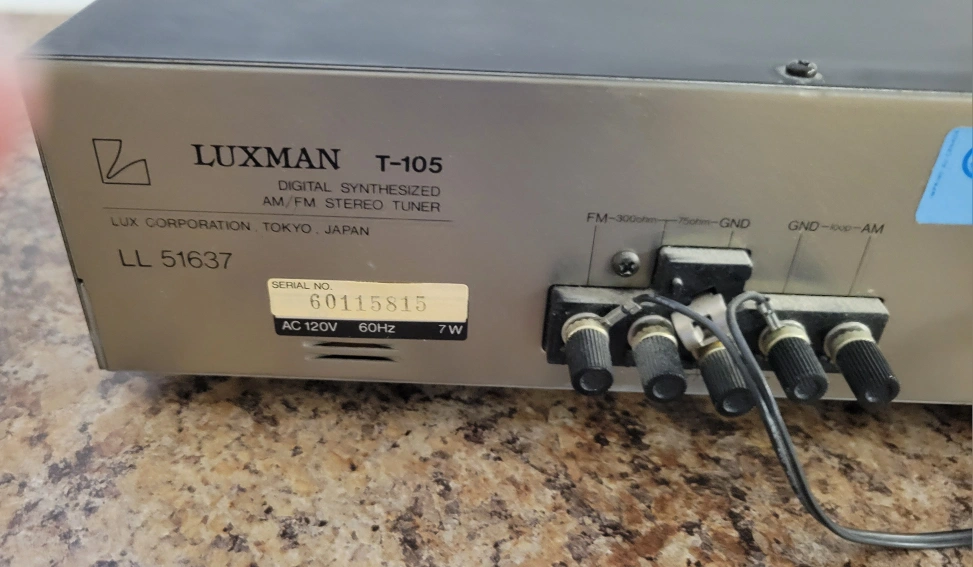 LUXMAN T-105
DIGITAL SYNTHESIZED
AM/FM STEREO TUNER
LUX CORPORATION . TOKYO . JAPAN
LL 51637
SERIAL NO.
60115815
AC 120V 60Hz 7W
FM-300ohm 75ohm-GND
GND-loop-AM